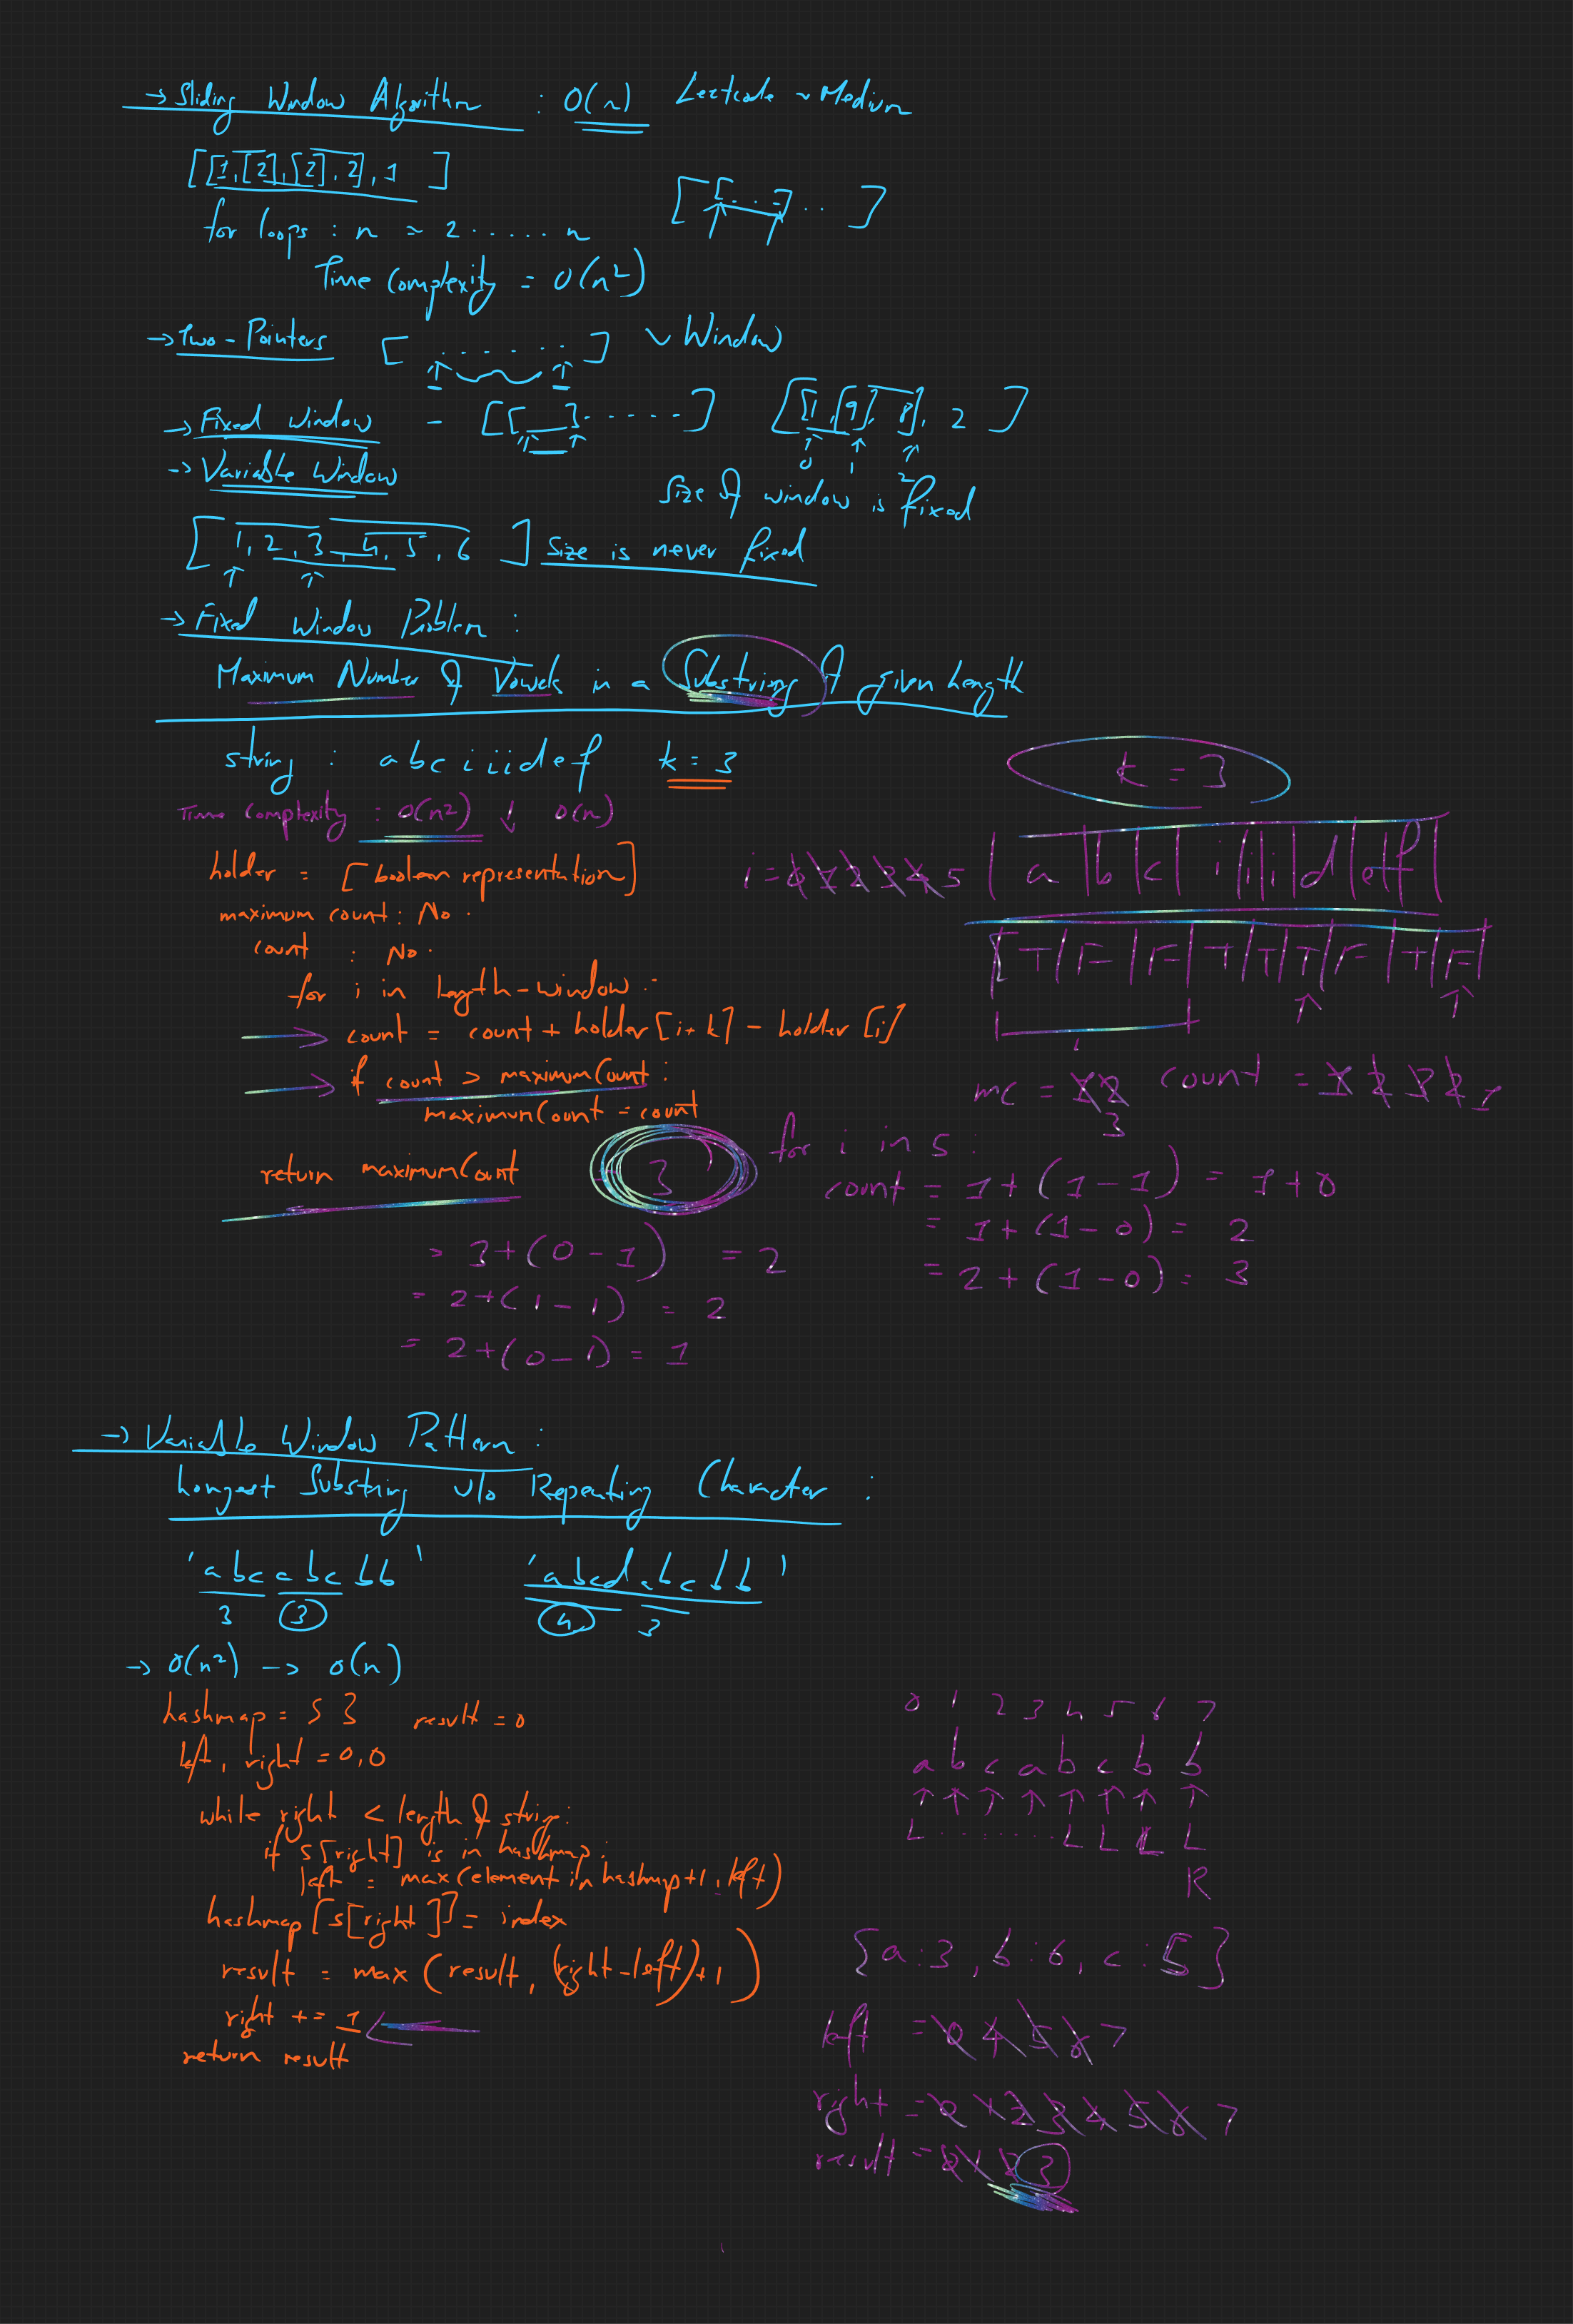 → Sliding Window Algorithm : O(n) Leetcode ~ Medium
[[1,[2],[2],2],1 ]
[ [...].. ]
for loops : n ~ 2 ..... n
Time Complexity = O(n²)
→ Two-Pointers [ ....... ] ~ Window
→ Fixed Window - [[__]......] [[1,[9],8],2 ]
0 1 2
→ Variable Window
Size of window is fixed
[ 1,2,3,4,5,6 ] size is never fixed
→ Fixed Window Problem :
Maximum Number of Vowels in a Substring of given Length
string : abciiidef k = 3
k = 3
Time Complexity : O(n²) ↓ O(n)
holder = [boolean representation]
i = 0 1 2 3 4 5 | a | b | c | i | i | i | d | e | f |
maximum count : No.
[ T | F | F | T | T | T | F | T | F |
count : No.
for i in length-window :
count = count + holder[i+k] - holder[i]
if count > maximumCount :
mc = 1 2 3 count = 1 2 3 2 1
maximumCount = count
for i in 5 :
return maximumCount 3
count = 1 + (1-1) = 1+0
= 1 + (1-0) = 2
= 2 + (1-0) = 3
= 3 + (0-1) = 2
= 2 + (1-1) = 2
= 2 + (0-1) = 1
→ Variable Window Pattern :
Longest Substring w/o Repeating Character :
'abcabcbb' 'abcdabcbb'
3 3 4 3
→ O(n²) → O(n)
hashmap = { } result = 0
left, right = 0,0
while right < length of string:
if s[right] is in hashmap:
left = max(element in hashmap+1, left)
hashmap[s[right]] = index
result = max(result, (right-left)+1)
right += 1
return result
0 1 2 3 4 5 6 7
a b c a b c b b
↑ ↑ ↑ ↑ ↑ ↑ ↑ ↑
L ....... L L L L
R
{a:3, b:6, c:5}
left = 0 4 5 6 7
right = 0 1 2 3 4 5 6 7
result = 0 1 2 3